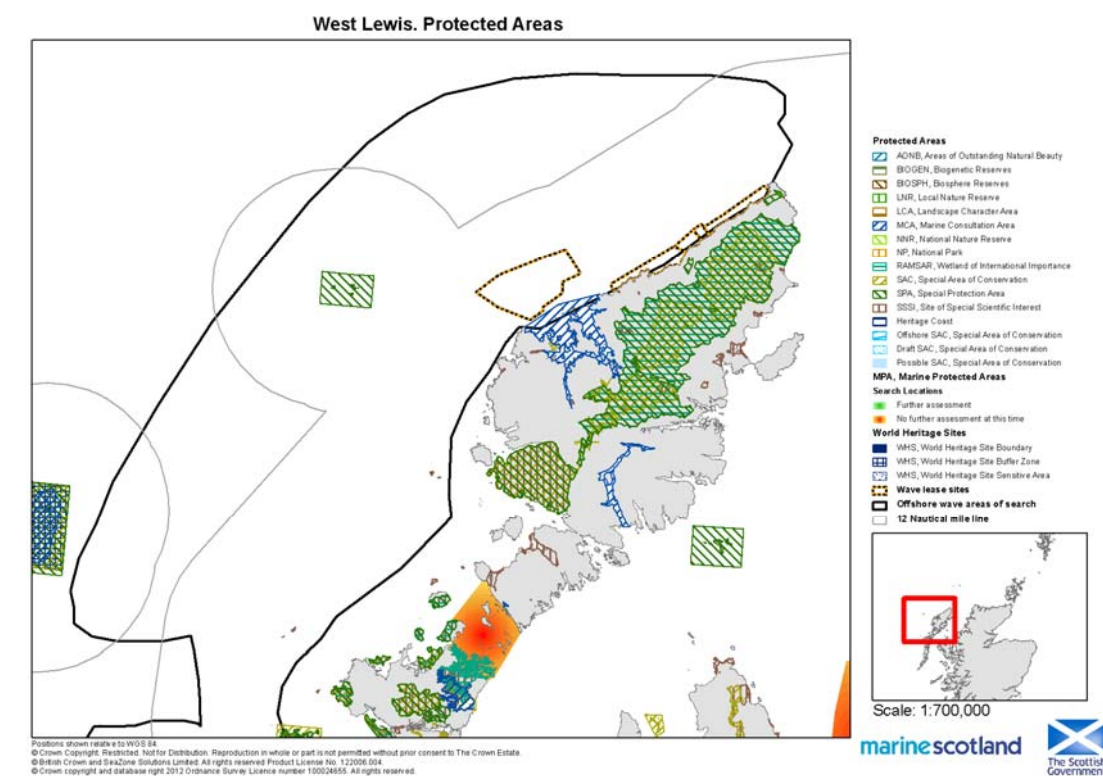 West Lewis. Protected Areas
Protected Areas
AONB, Areas of Outstanding Natural Beauty
BIOGEN, Biogenetic Reserves
BIOSPH, Biosphere Reserves
LNR, Local Nature Reserve
LCA, Landscape Character Area
MCA, Marine Consultation Area
NNR, National Nature Reserve
NP, National Park
RAMSAR, Wetland of International Importance
SAC, Special Area of Conservation
SPA, Special Protection Area
SSSI, Site of Special Scientific Interest
Heritage Coast
Offshore SAC, Special Area of Conservation
Draft SAC, Special Area of Conservation
Possible SAC, Special Area of Conservation
MPA, Marine Protected Areas
Search Locations
Further assessment
No further assessment at this time
World Heritage Sites
WHS, World Heritage Site Boundary
WHS, World Heritage Site Buffer Zone
WHS, World Heritage Site Sensitive Area
Wave lease sites
Offshore wave areas of search
12 Nautical mile line
Scale: 1:700,000
marinescotland
The Scottish
Government
Positions shown relative to WGS 84.
© Crown Copyright. Restricted. Not for Distribution. Reproduction in whole or part is not permitted without prior consent to The Crown Estate.
© British Crown and SeaZone Solutions Limited. All rights reserved. Product License No. 122006.004.
© Crown copyright and database right 2012 Ordnance Survey Licence number 100024655. All rights reserved.